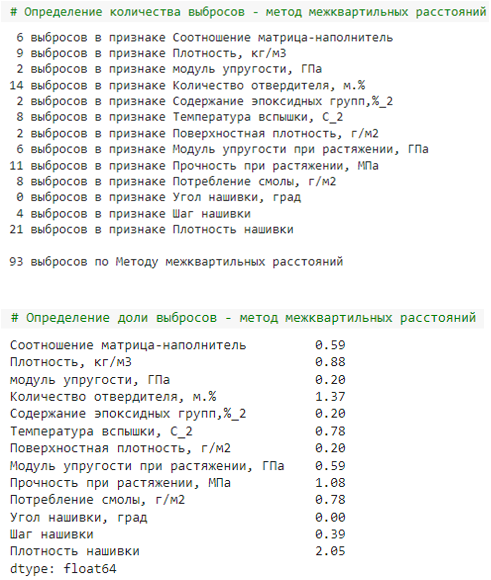 # Определение количества выбросов - метод межквартильных расстояний
6 выбросов в признаке Соотношение матрица-наполнитель
9 выбросов в признаке Плотность, кг/м3
2 выбросов в признаке модуль упругости, ГПа
14 выбросов в признаке Количество отвердителя, м.%
2 выбросов в признаке Содержание эпоксидных групп,%_2
8 выбросов в признаке Температура вспышки, С_2
2 выбросов в признаке Поверхностная плотность, г/м2
6 выбросов в признаке Модуль упругости при растяжении, ГПа
11 выбросов в признаке Прочность при растяжении, МПа
8 выбросов в признаке Потребление смолы, г/м2
0 выбросов в признаке Угол нашивки, град
4 выбросов в признаке Шаг нашивки
21 выбросов в признаке Плотность нашивки
93 выбросов по Методу межквартильных расстояний
# Определение доли выбросов - метод межквартильных расстояний
Соотношение матрица-наполнитель 0.59
Плотность, кг/м3 0.88
модуль упругости, ГПа 0.20
Количество отвердителя, м.% 1.37
Содержание эпоксидных групп,%_2 0.20
Температура вспышки, С_2 0.78
Поверхностная плотность, г/м2 0.20
Модуль упругости при растяжении, ГПа 0.59
Прочность при растяжении, МПа 1.08
Потребление смолы, г/м2 0.78
Угол нашивки, град 0.00
Шаг нашивки 0.39
Плотность нашивки 2.05
dtype: float64